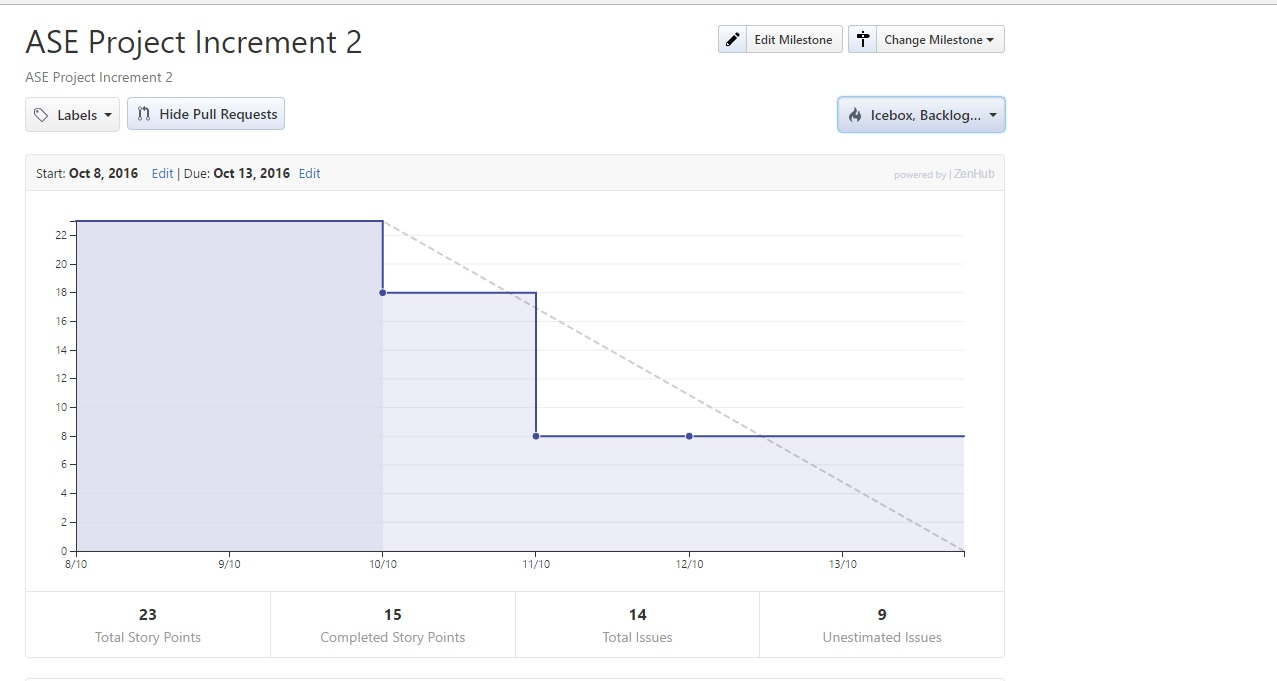 ASE Project Increment 2
Edit Milestone
Change Milestone
ASE Project Increment 2
Labels
Hide Pull Requests
Icebox, Backlog...
Start: Oct 8, 2016 Edit | Due: Oct 13, 2016 Edit
powered by | ZenHub
22
20
18
16
14
12
10
8
6
4
2
0
8/10 9/10 10/10 11/10 12/10 13/10
23 15 14 9
Total Story Points Completed Story Points Total Issues Unestimated Issues